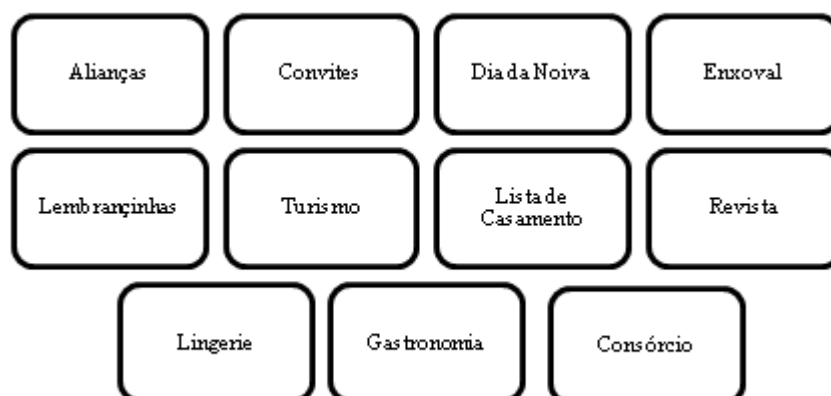 Alianças
Convites
Dia da Noiva
Enxoval
Lembrançinhas
Turismo
Lista de
Casamento
Revista
Lingerie
Gastronomia
Consórcio